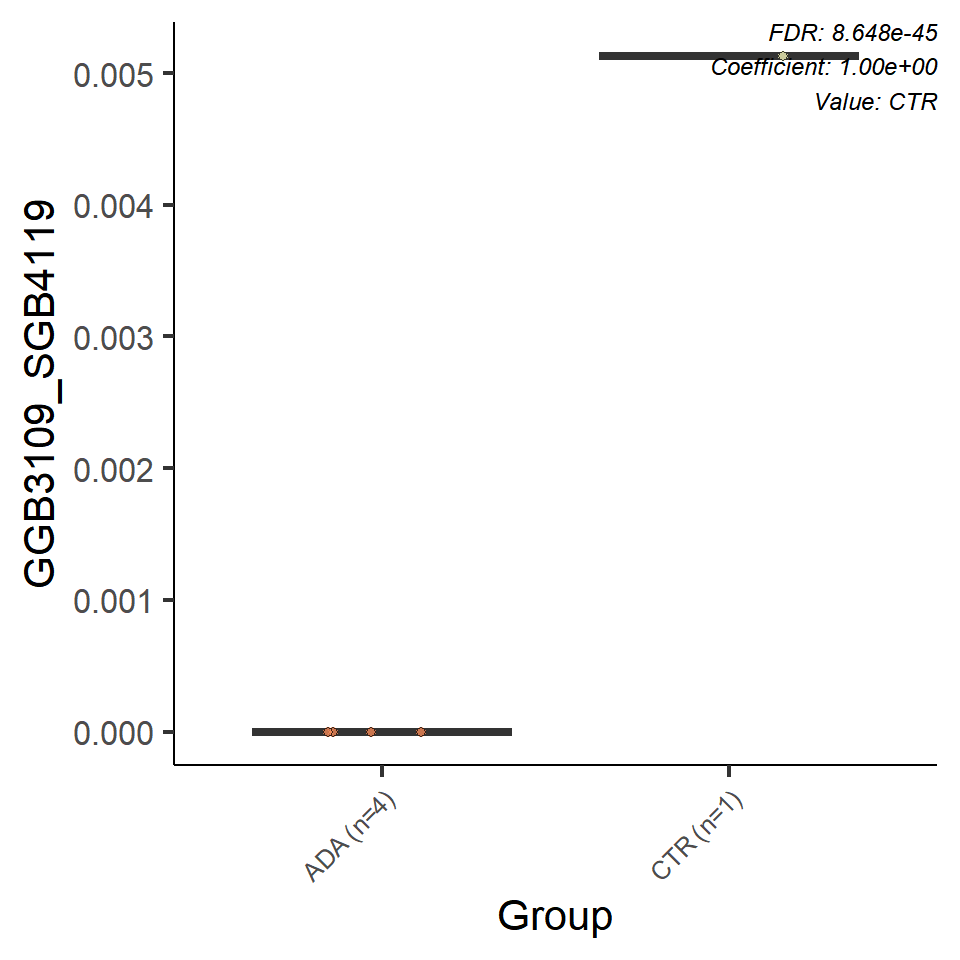 FDR: 8.648e-45
Coefficient: 1.00e+00
Value: CTR
0.005
0.004
0.003
0.002
0.001
0.000
GGB3109_SGB4119
ADA (n=4)
CTR (n=1)
Group